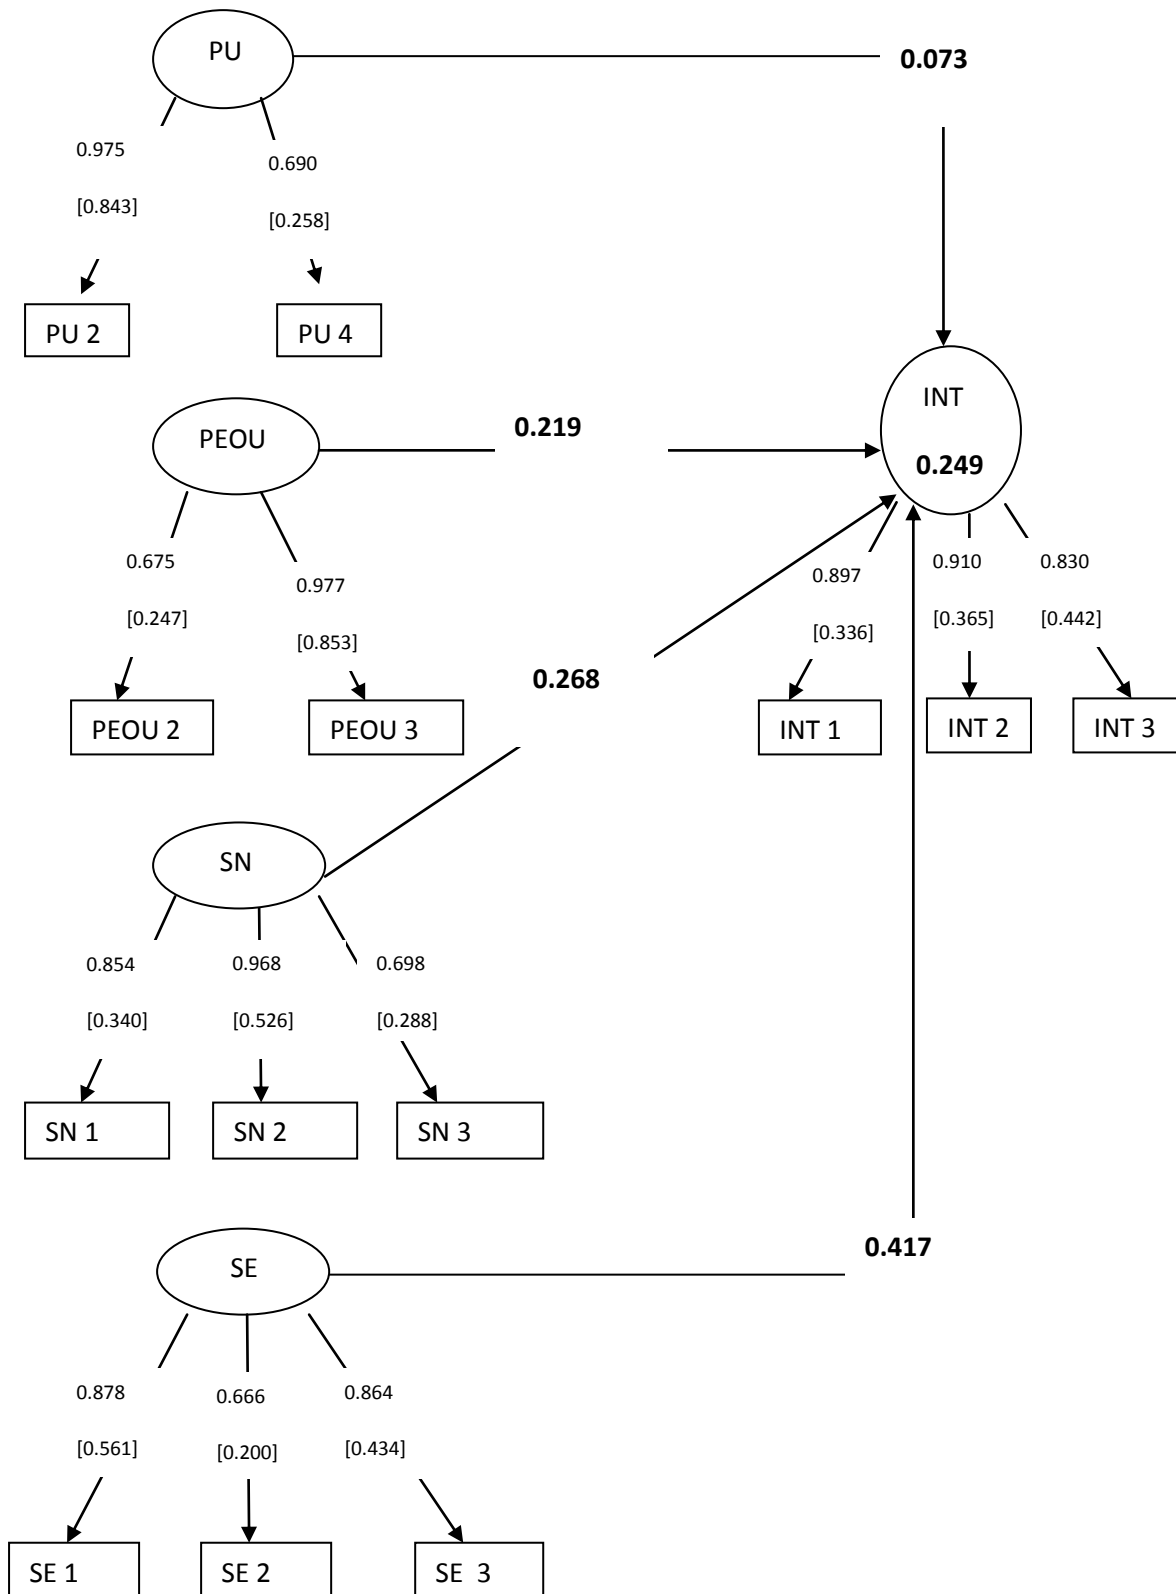 PU
0.073
0.975
0.690
[0.843]
[0.258]
PU 2
PU 4
PEOU
0.219
INT
0.249
0.675
0.977
[0.247]
[0.853]
0.897
0.910
0.830
[0.336]
[0.365]
[0.442]
0.268
PEOU 2
PEOU 3
INT 1
INT 2
INT 3
SN
0.854
0.968
0.698
[0.340]
[0.526]
[0.288]
SN 1
SN 2
SN 3
0.417
SE
0.878
0.666
0.864
[0.561]
[0.200]
[0.434]
SE 1
SE 2
SE 3